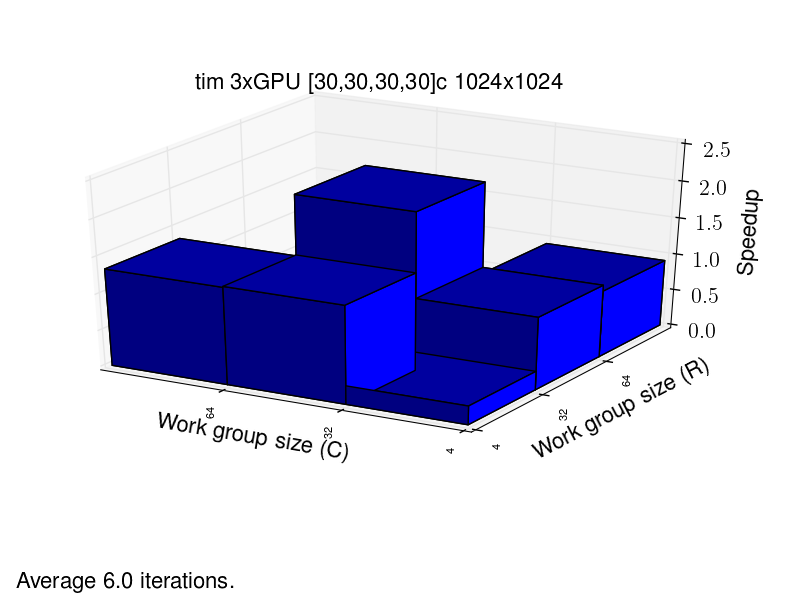 tim 3xGPU [30,30,30,30]c 1024x1024
2.5
2.0
1.5
1.0
0.5
0.0
Speedup
64
32
4
Work group size (C)
4
32
64
Work group size (R)
Average 6.0 iterations.